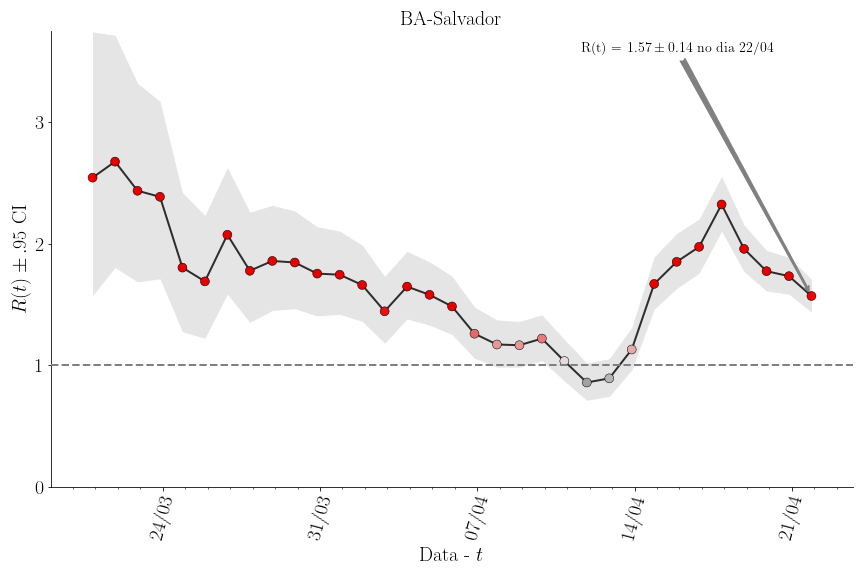 BA-Salvador
R(t) = 1.57 ± 0.14 no dia 22/04
R(t) ± .95 CI
3
2
1
0
24/03
31/03
07/04
14/04
21/04
Data - t